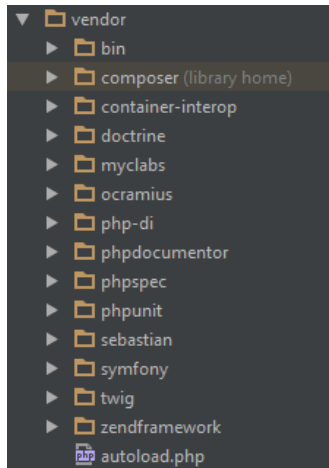 vendor
bin
composer (library home)
container-interop
doctrine
myclabs
ocramius
php-di
phpdocumentor
phpspec
phpunit
sebastian
symfony
twig
zendframework
php autoload.php